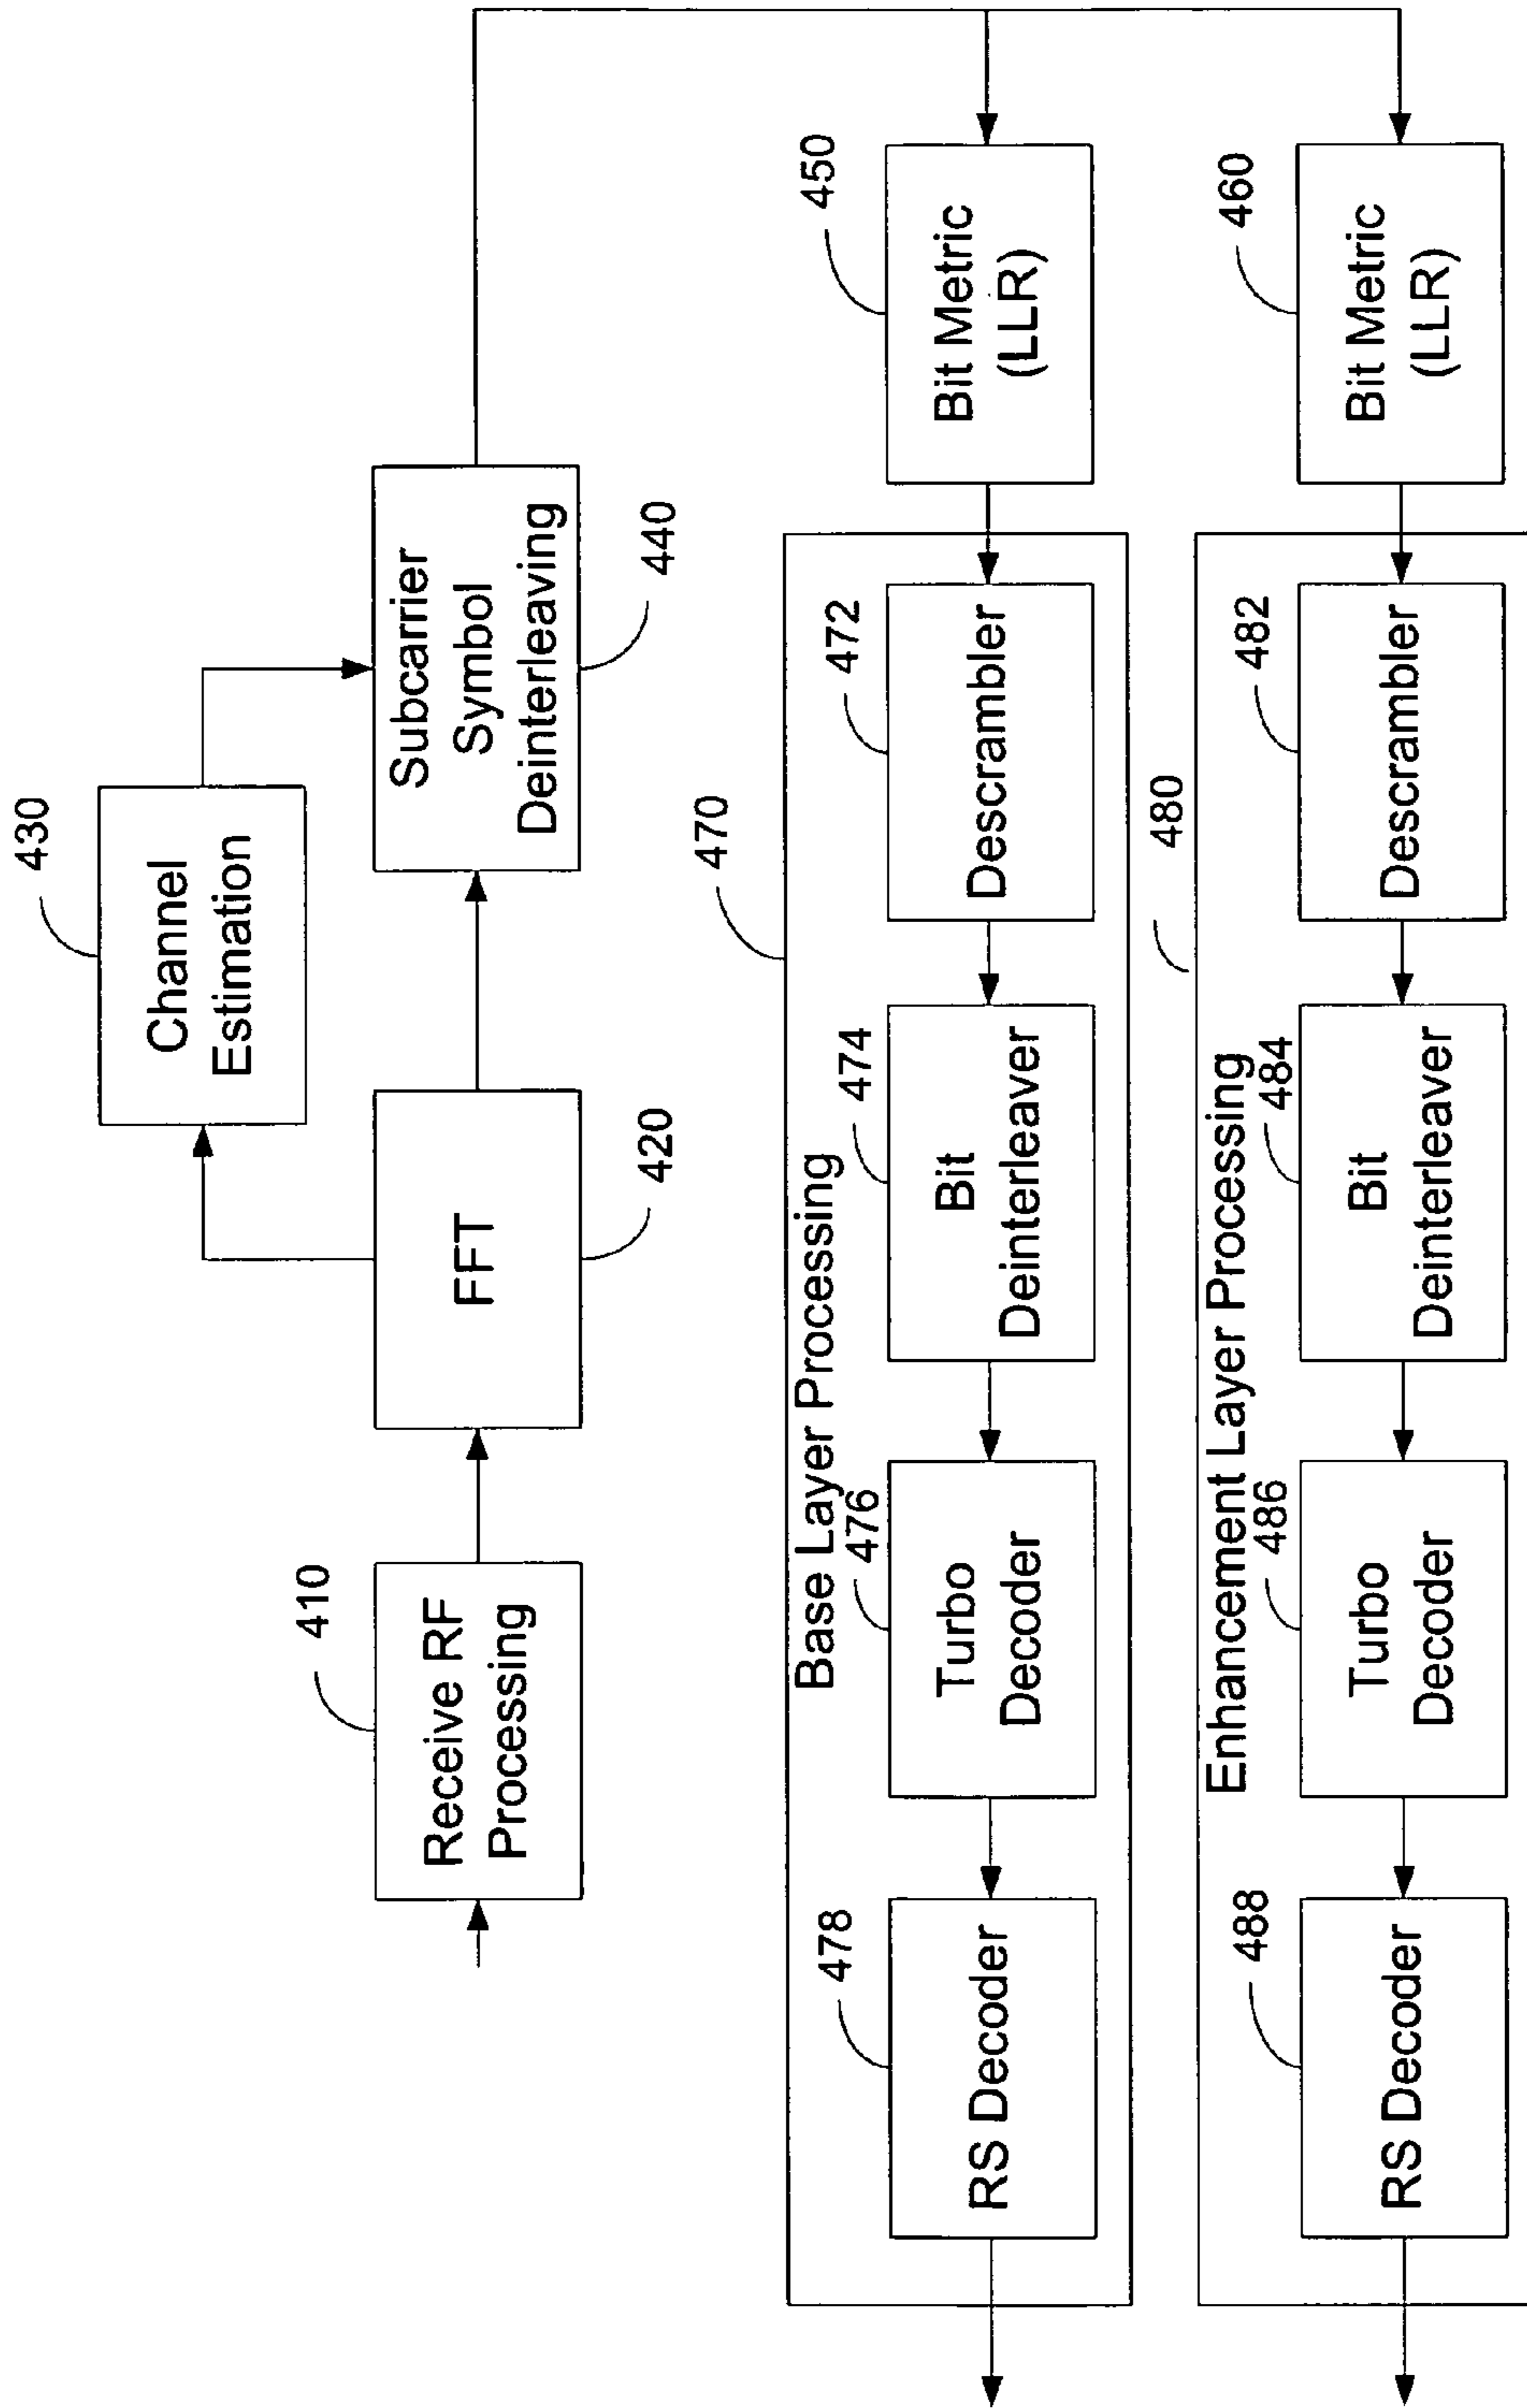 430
Channel
Estimation
410
Receive RF
Processing
FFT
420
Subcarrier
Symbol
Deinterleaving
440
470
Base Layer Processing
478
RS Decoder
476
Turbo
Decoder
474
Bit
Deinterleaver
472
Descrambler
450
Bit Metric
(LLR)
480
Enhancement Layer Processing
488
RS Decoder
486
Turbo
Decoder
484
Bit
Deinterleaver
482
Descrambler
460
Bit Metric
(LLR)